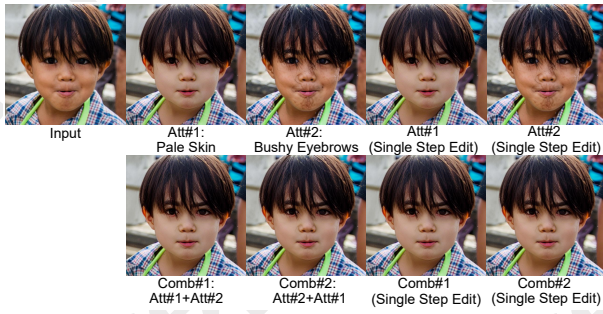 Input
Att#1:
Pale Skin
Att#2:
Bushy Eyebrows
Att#1
(Single Step Edit)
Att#2
(Single Step Edit)
Comb#1:
Att#1+Att#2
Comb#2:
Att#2+Att#1
Comb#1
(Single Step Edit)
Comb#2
(Single Step Edit)